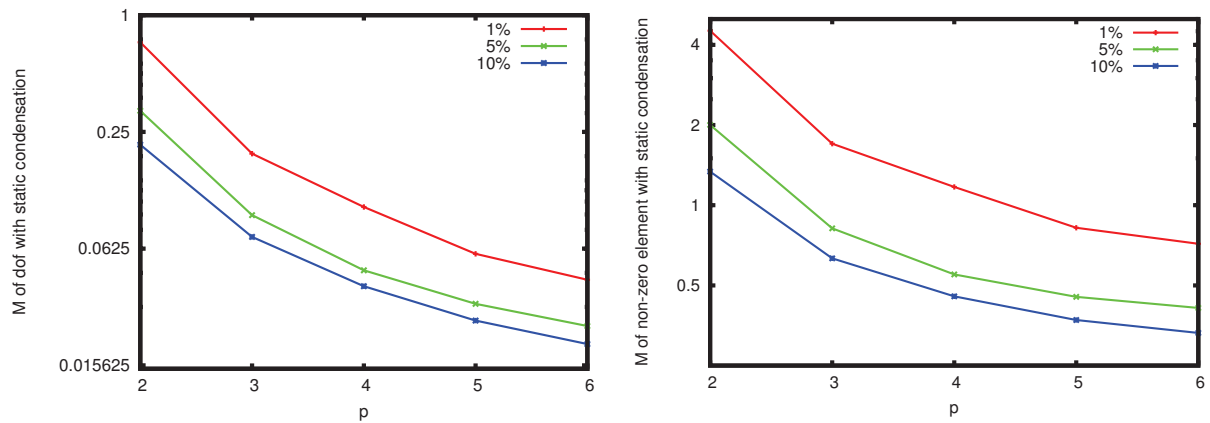 M of dof with static condensation
1
0.25
0.0625
0.015625
2 3 4 5 6
p
1%
5%
10%
M of non-zero element with static condensation
4
2
1
0.5
2 3 4 5 6
p
1%
5%
10%